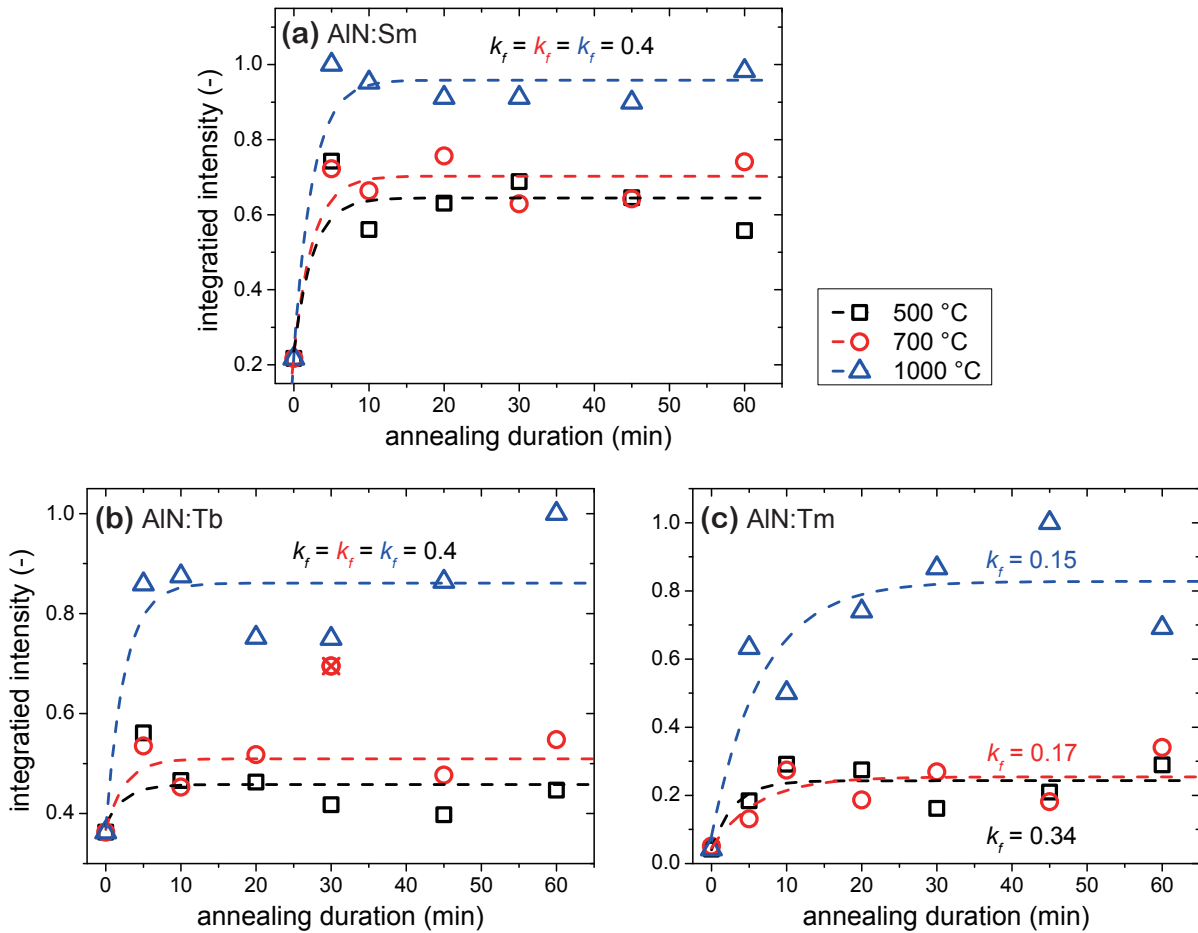 (a) AlN:Sm
k_f = k_f = k_f = 0.4
1.0
0.8
0.6
0.4
0.2
integratied intensity (-)
0 10 20 30 40 50 60
annealing duration (min)
500 °C
700 °C
1000 °C
(b) AlN:Tb
k_f = k_f = k_f = 0.4
1.0
0.8
0.6
0.4
integratied intensity (-)
0 10 20 30 40 50 60
annealing duration (min)
(c) AlN:Tm
k_f = 0.15
k_f = 0.17
k_f = 0.34
1.0
0.8
0.6
0.4
0.2
0.0
0 10 20 30 40 50 60
annealing duration (min)